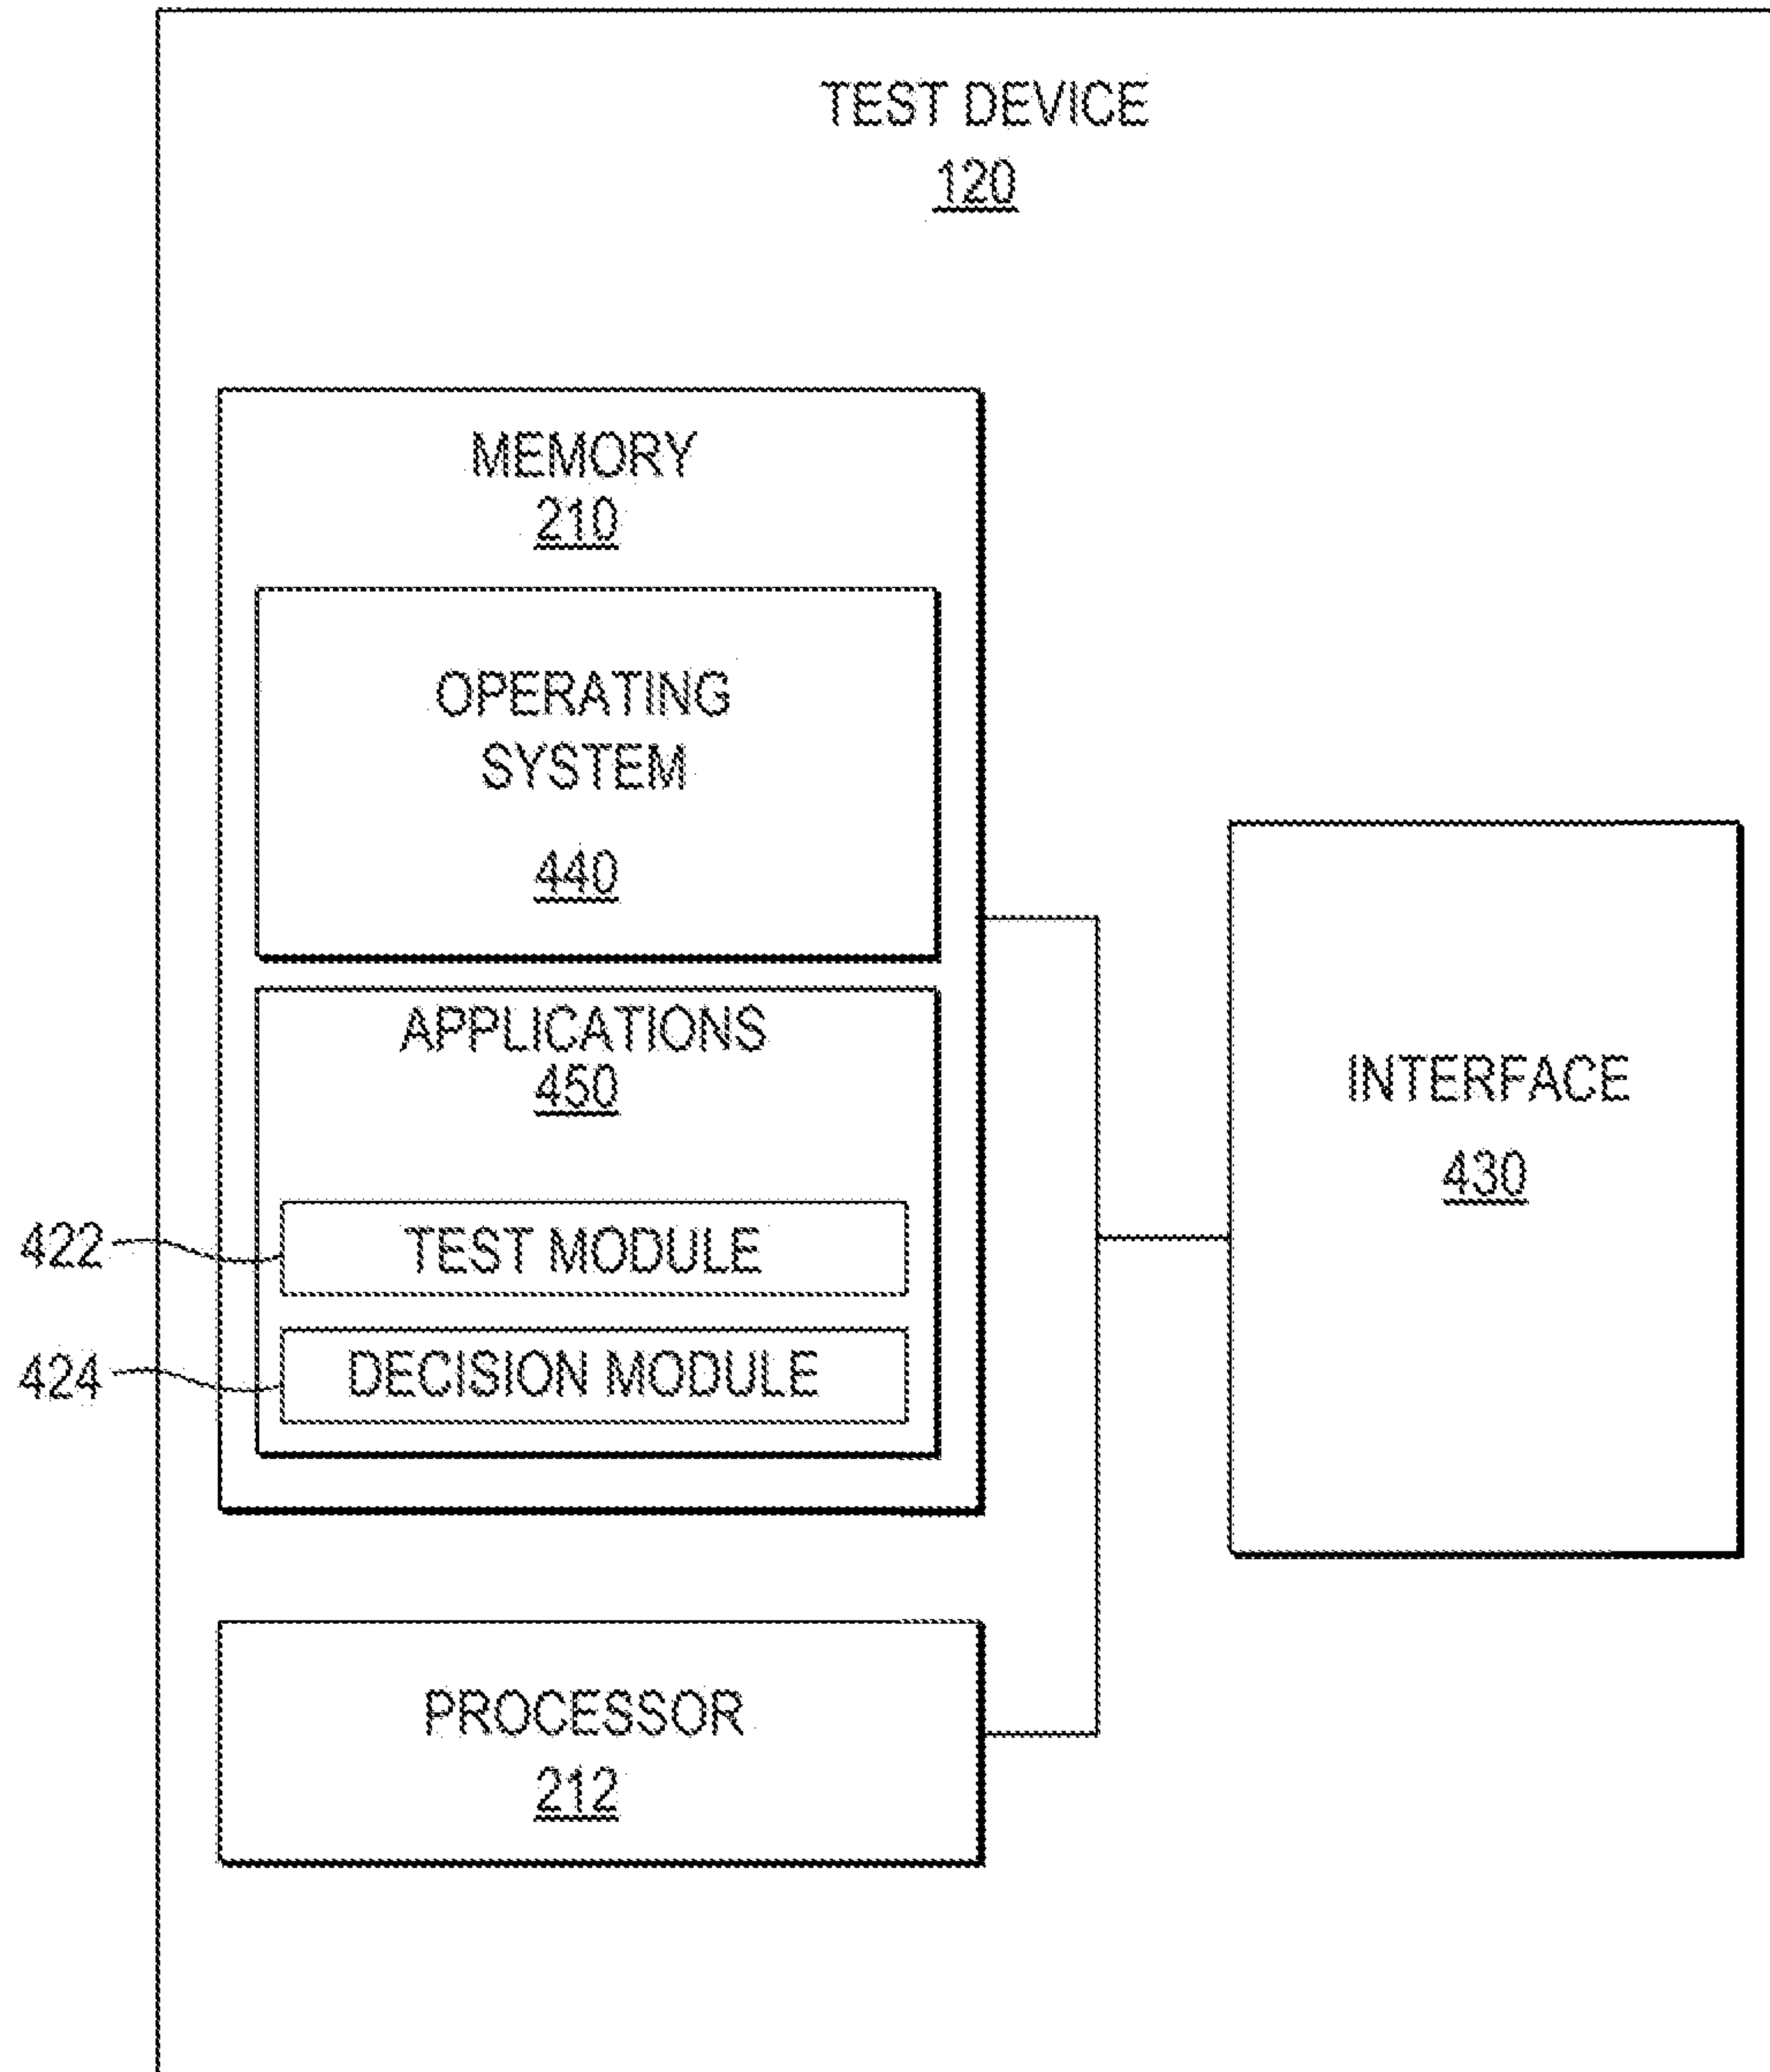 TEST DEVICE
120
MEMORY
210
OPERATING
SYSTEM
440
APPLICATIONS
450
422
TEST MODULE
424
DECISION MODULE
INTERFACE
430
PROCESSOR
212